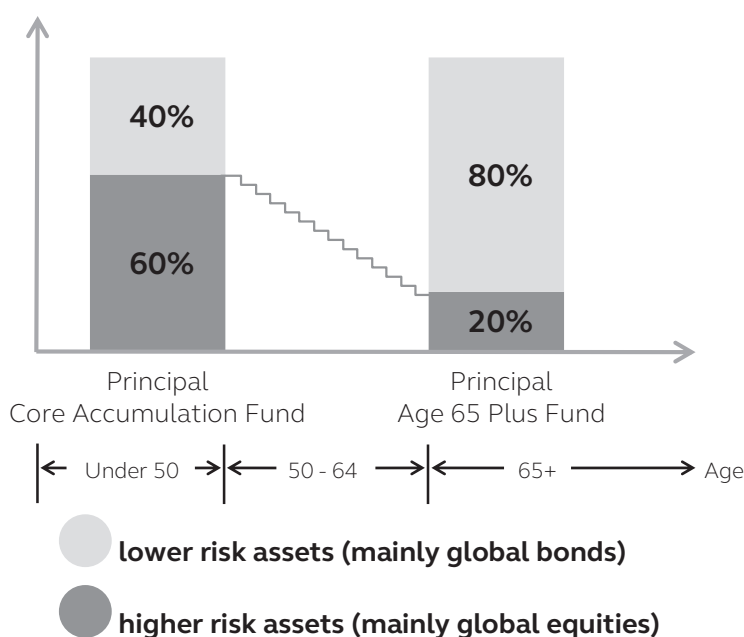 40%
60%
80%
20%
Principal
Core Accumulation Fund
Principal
Age 65 Plus Fund
Under 50
50 - 64
65+
Age
lower risk assets (mainly global bonds)
higher risk assets (mainly global equities)